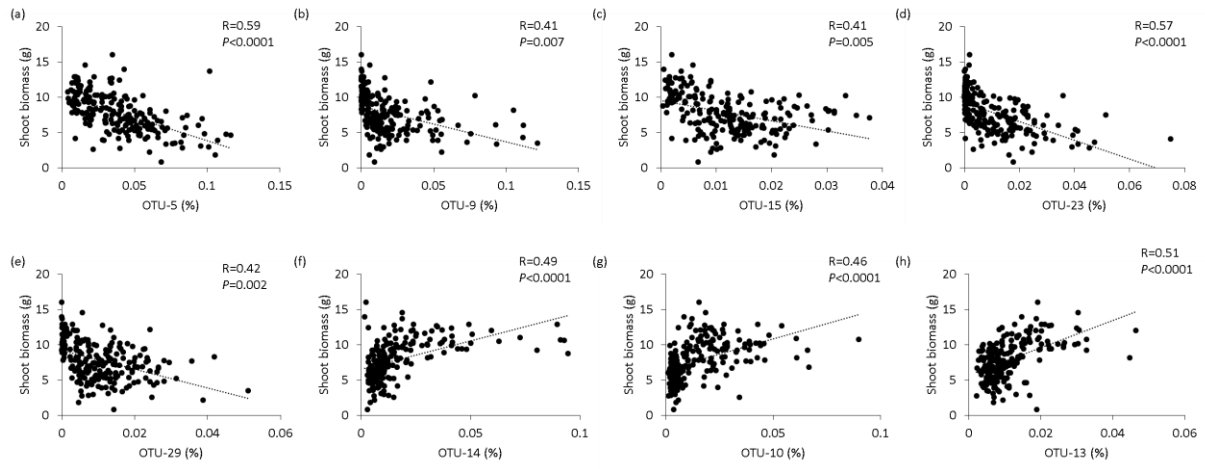 (a)
R=0.59
P<0.0001
Shoot biomass (g)
20
15
10
5
0
0 0.05 0.1 0.15
OTU-5 (%)
(b)
R=0.41
P=0.007
Shoot biomass (g)
20
15
10
5
0
0 0.05 0.1 0.15
OTU-9 (%)
(c)
R=0.41
P=0.005
Shoot biomass (g)
20
15
10
5
0
0 0.01 0.02 0.03 0.04
OTU-15 (%)
(d)
R=0.57
P<0.0001
Shoot biomass (g)
20
15
10
5
0
0 0.02 0.04 0.06 0.08
OTU-23 (%)
(e)
R=0.42
P=0.002
Shoot biomass (g)
20
15
10
5
0
0 0.02 0.04 0.06
OTU-29 (%)
(f)
R=0.49
P<0.0001
Shoot biomass (g)
20
15
10
5
0
0 0.05 0.1
OTU-14 (%)
(g)
R=0.46
P<0.0001
Shoot biomass (g)
20
15
10
5
0
0 0.05 0.1
OTU-10 (%)
(h)
R=0.51
P<0.0001
Shoot biomass (g)
20
15
10
5
0
0 0.02 0.04 0.06
OTU-13 (%)